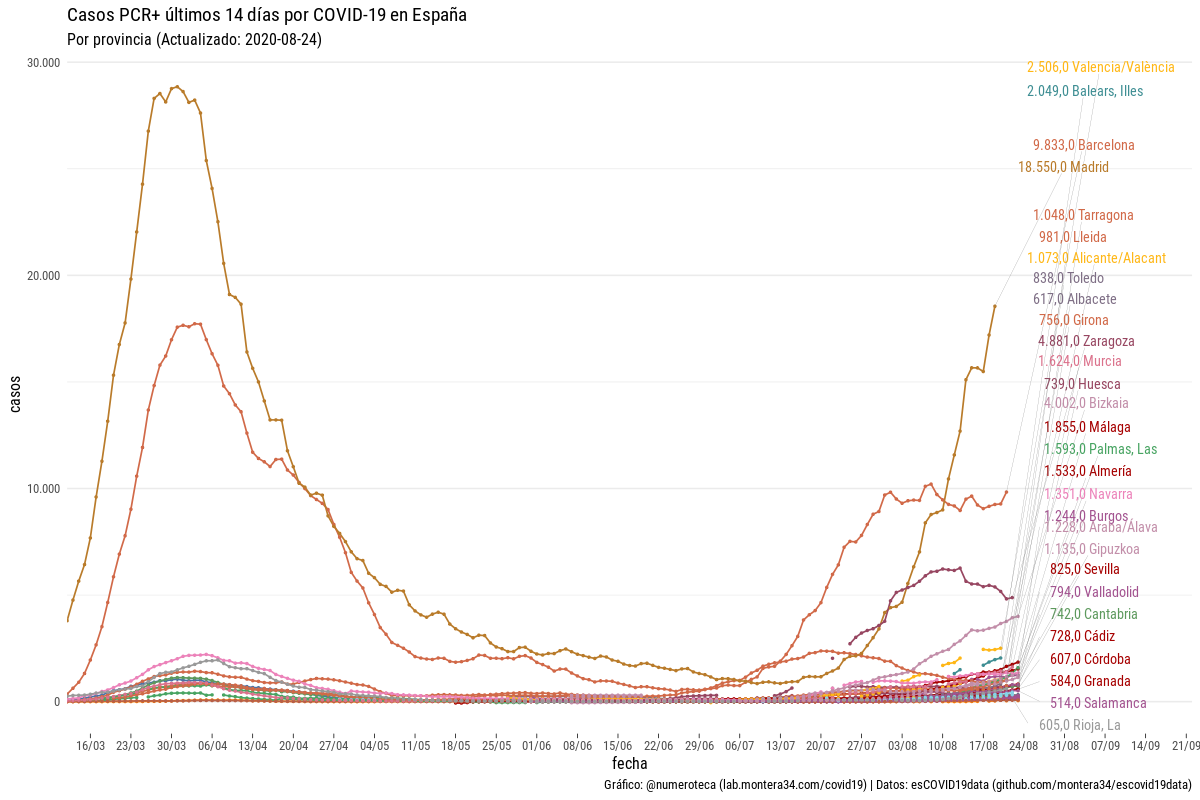 Casos PCR+ últimos 14 días por COVID-19 en España
Por provincia (Actualizado: 2020-08-24)
30.000
20.000
10.000
0
casos
2.506,0 Valencia/València
2.049,0 Balears, Illes
9.833,0 Barcelona
18.550,0 Madrid
1.048,0 Tarragona
981,0 Lleida
1.073,0 Alicante/Alacant
838,0 Toledo
617,0 Albacete
756,0 Girona
4.881,0 Zaragoza
1.624,0 Murcia
739,0 Huesca
4.002,0 Bizkaia
1.855,0 Málaga
1.593,0 Palmas, Las
1.533,0 Almería
1.351,0 Navarra
1.244,0 Burgos
1.228,0 Araba/Álava
1.135,0 Gipuzkoa
825,0 Sevilla
794,0 Valladolid
742,0 Cantabria
728,0 Cádiz
607,0 Córdoba
584,0 Granada
514,0 Salamanca
605,0 Rioja, La
16/03 23/03 30/03 06/04 13/04 20/04 27/04 04/05 11/05 18/05 25/05 01/06 08/06 15/06 22/06 29/06 06/07 13/07 20/07 27/07 03/08 10/08 17/08 24/08 31/08 07/09 14/09 21/09
fecha
Gráfico: @numeroteca (lab.montera34.com/covid19) | Datos: esCOVID19data (github.com/montera34/escovid19data)